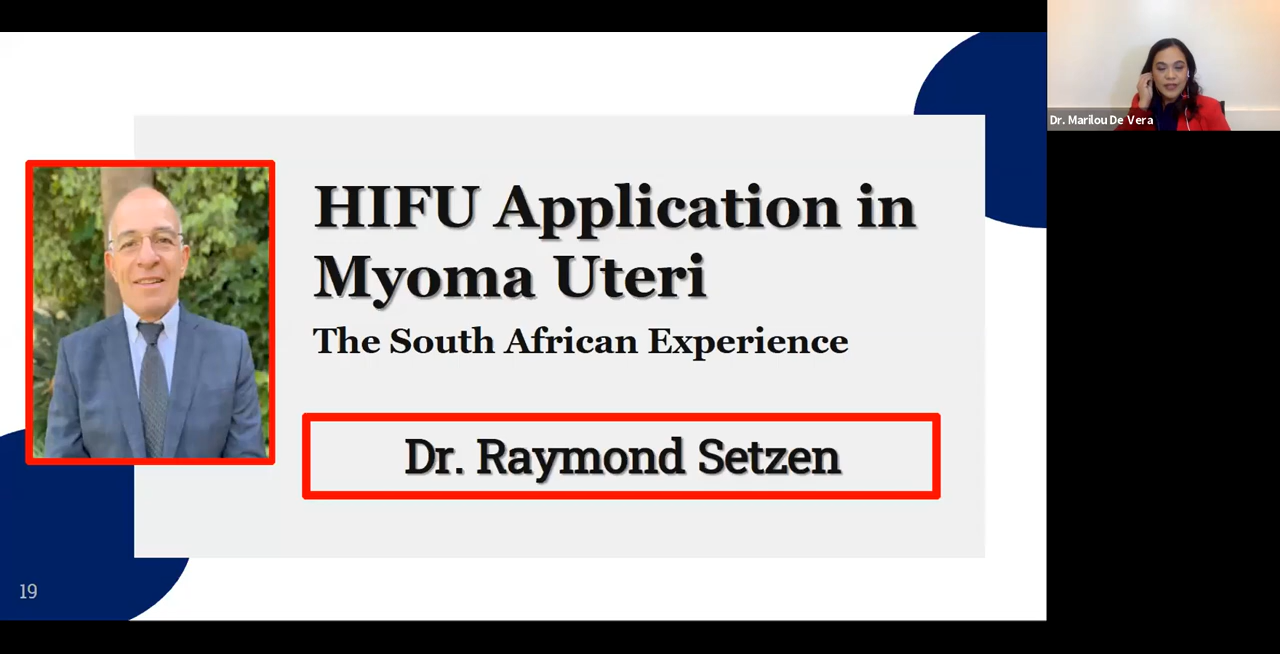 HIFU Application in
Myoma Uteri
The South African Experience
Dr. Raymond Setzen
19
Dr. Marilou De Vera